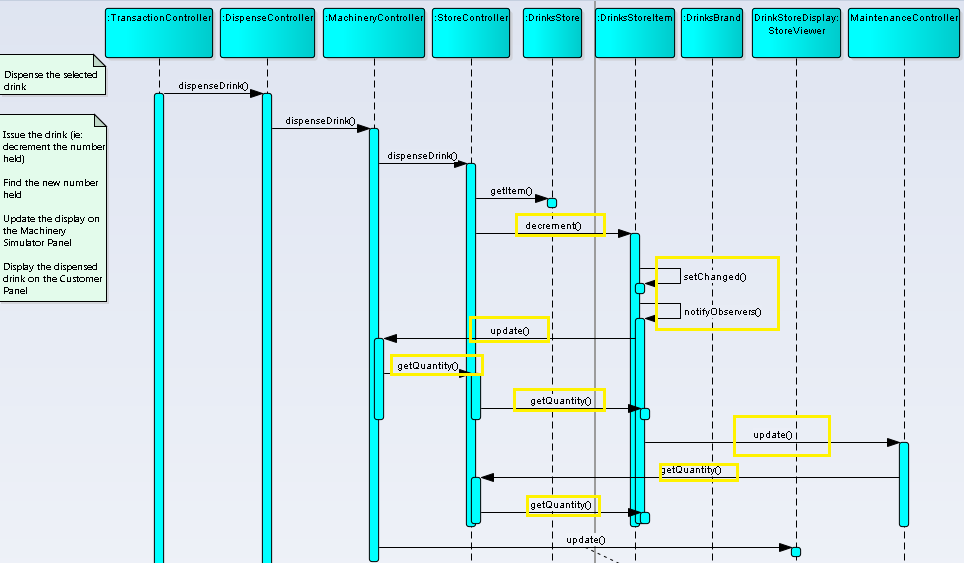 :TransactionController
:DispenseController
:MachineryController
:StoreController
:DrinksStore
:DrinksStoreItem
:DrinksBrand
DrinkStoreDisplay:
StoreViewer
MaintenanceController
Dispense the selected
drink
dispenseDrink()
Issue the drink (ie:
decrement the number
held)
Find the new number
held
Update the display on
the Machinery
Simulator Panel
Display the dispensed
drink on the Customer
Panel
dispenseDrink()
dispenseDrink()
getItem()
decrement()
setChanged()
notifyObservers()
update()
getQuantity()
getQuantity()
update()
getQuantity()
getQuantity()
update()